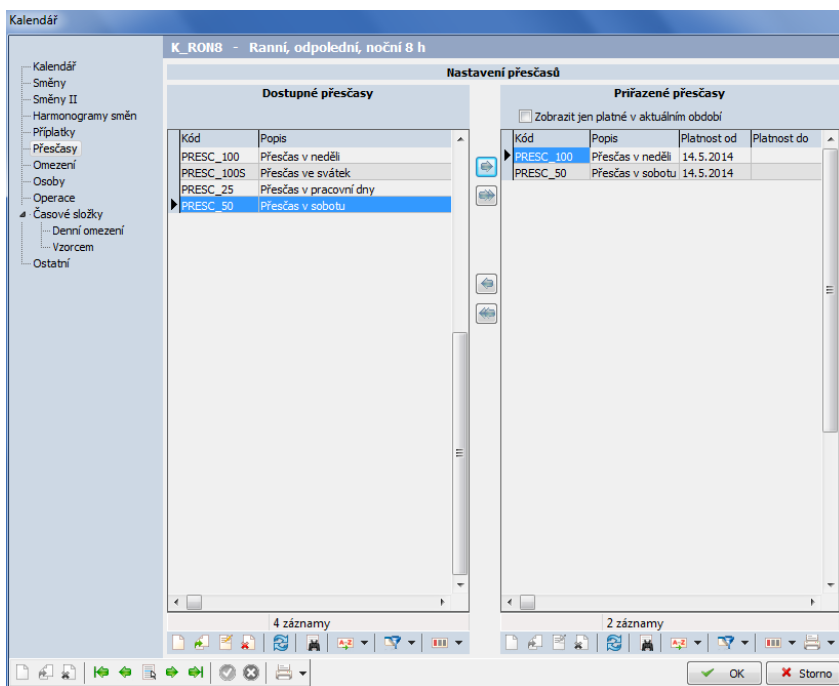 Kalendář
K_RON8 - Ranní, odpolední, noční 8 h
Kalendář
Směny
Směny II
Harmonogramy směn
Příplatky
Přesčasy
Omezení
Osoby
Operace
Časové složky
Denní omezení
Vzorcem
Ostatní
Nastavení přesčasů
Dostupné přesčasy
Kód Popis
PRESC_100 Přesčas v neděli
PRESC_100S Přesčas ve svátek
PRESC_25 Přesčas v pracovní dny
PRESC_50 Přesčas v sobotu
4 záznamy
Přiřazené přesčasy
Zobrazit jen platné v aktuálním období
Kód Popis Platnost od Platnost do
PRESC_100 Přesčas v neděli 14.5.2014
PRESC_50 Přesčas v sobotu 14.5.2014
2 záznamy
OK
Storno